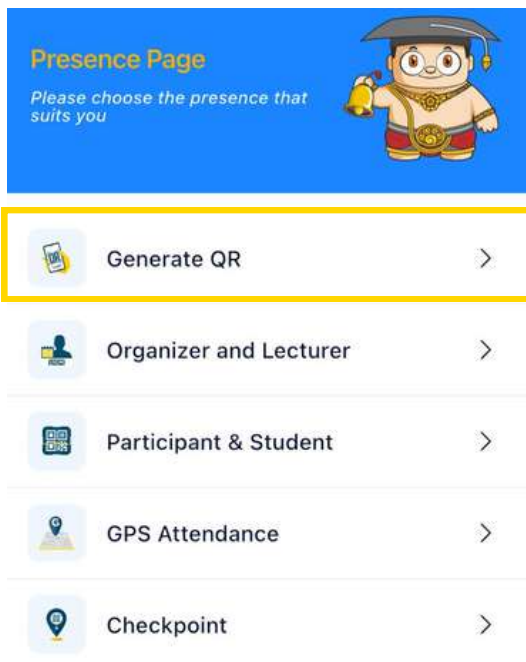 Presence Page
Please choose the presence that
suits you
Generate QR
Organizer and Lecturer
Participant & Student
GPS Attendance
Checkpoint